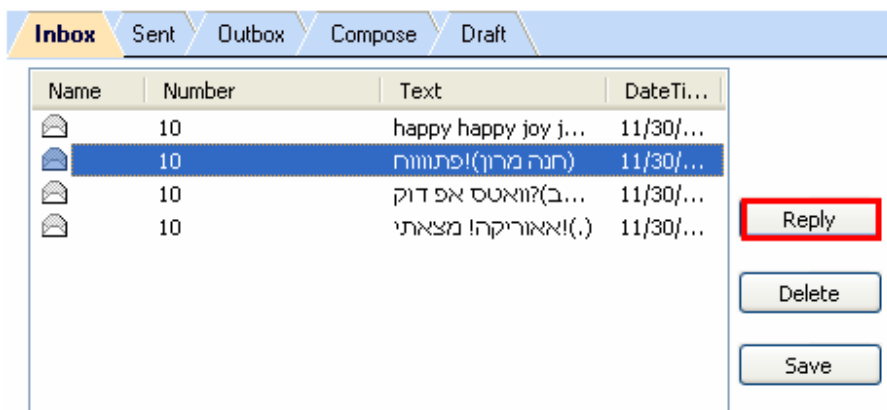 Inbox Sent Outbox Compose Draft
Name Number Text DateTi...
10 happy happy joy j... 11/30/...
10 פתוווווח!(חנה מרון) 11/30/...
10 וואטס אפ דוק?(ב... 11/30/...
10 אאוריקה! מצאתי!(.) 11/30/...
Reply
Delete
Save